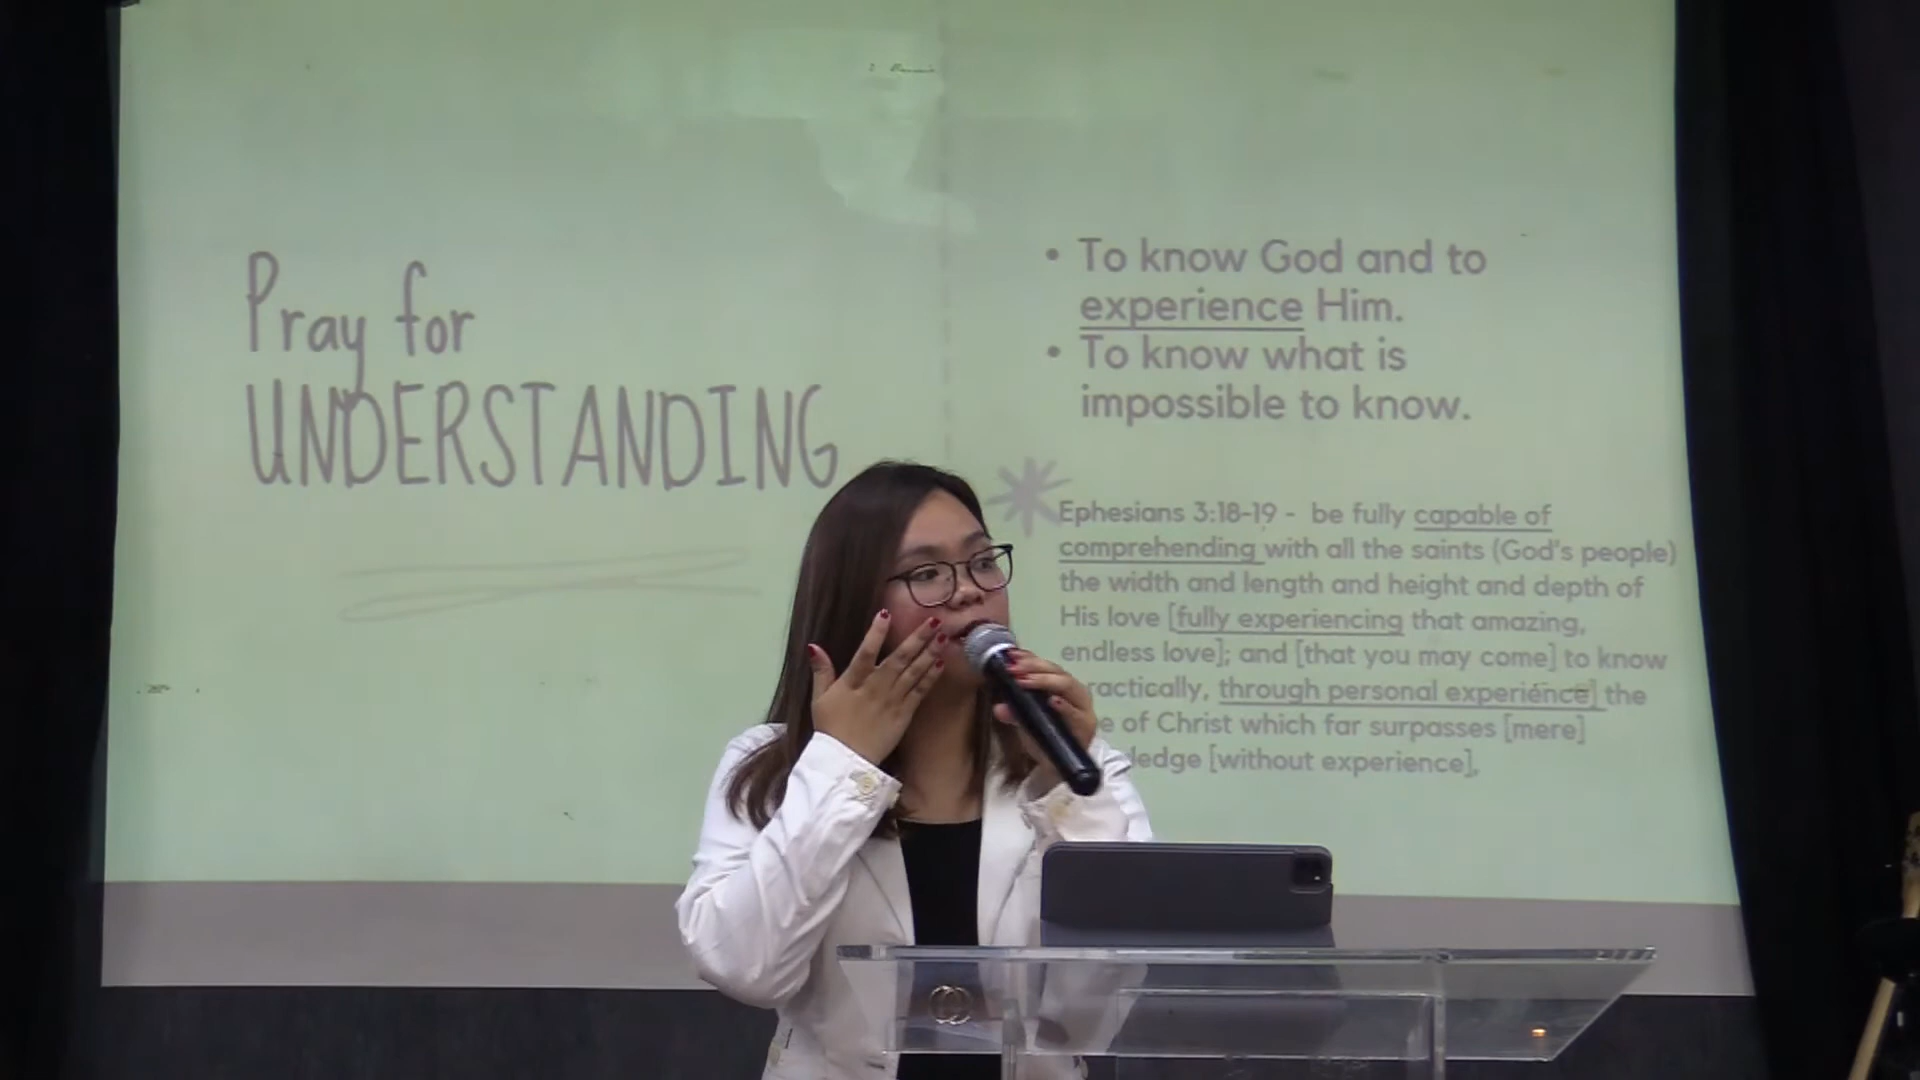 Pray for
UNDERSTANDING
• To know God and to
experience Him.
• To know what is
impossible to know.
Ephesians 3:18-19 - be fully capable of
comprehending with all the saints (God's people)
the width and length and height and depth of
His love [fully experiencing that amazing,
endless love]; and [that you may come] to know
through personal experience] the
of Christ which far surpasses [mere]
[without experience],